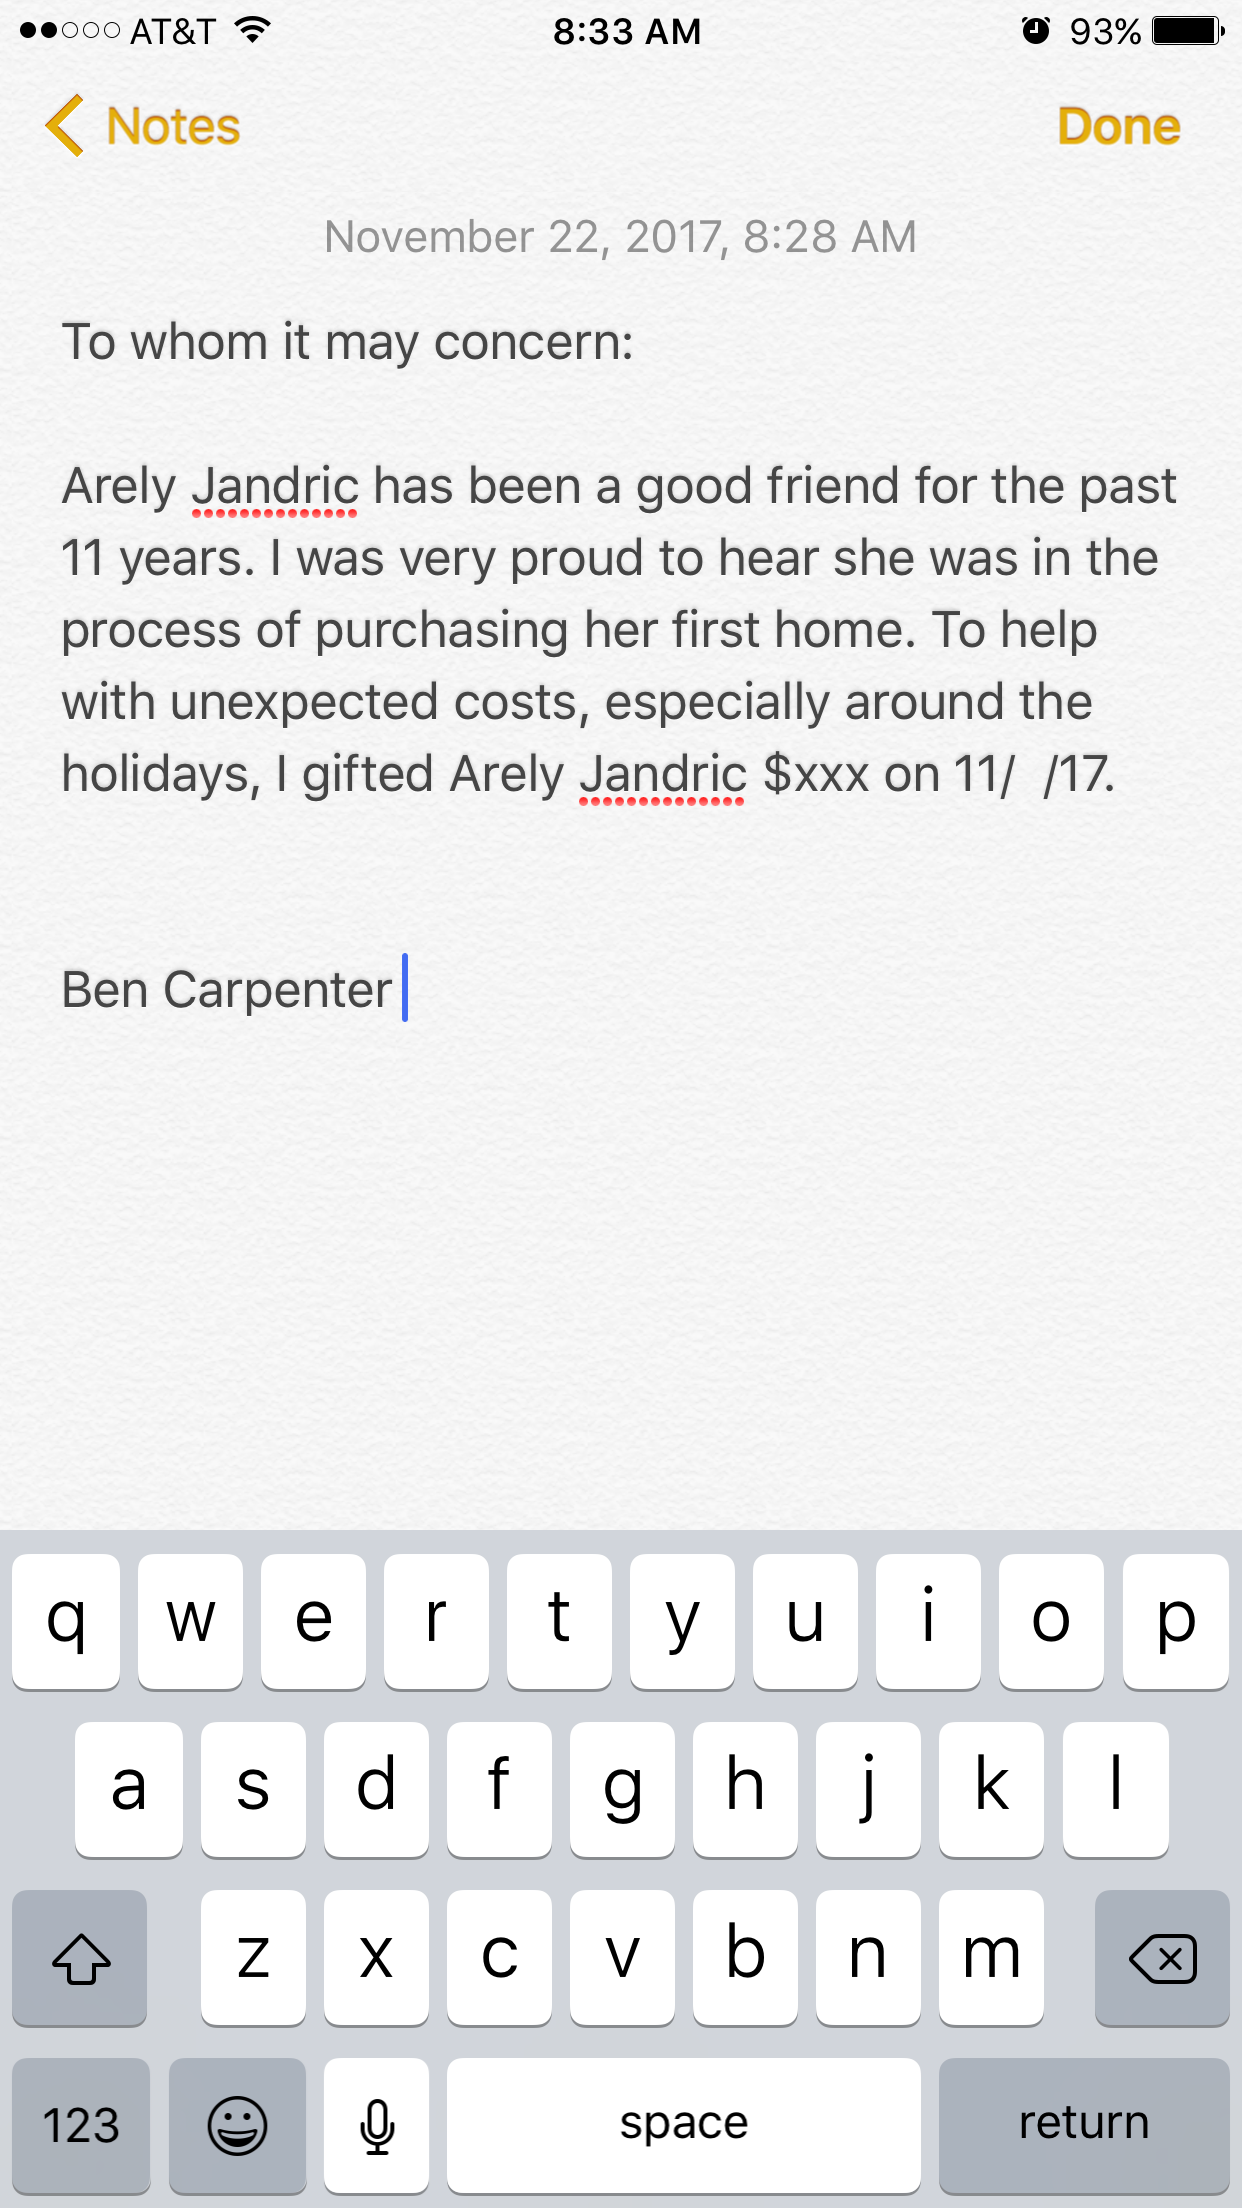 AT&T 8:33 AM 93%
Notes Done
November 22, 2017, 8:28 AM
To whom it may concern:
Arely Jandric has been a good friend for the past
11 years. I was very proud to hear she was in the
process of purchasing her first home. To help
with unexpected costs, especially around the
holidays, I gifted Arely Jandric $xxx on 11/  /17.
Ben Carpenter
q w e r t y u i o p
a s d f g h j k l
z x c v b n m
123 space return